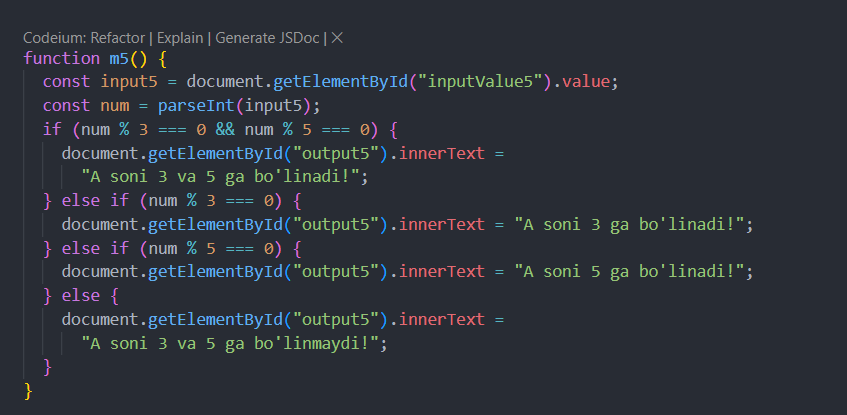 Codeium: Refactor | Explain | Generate JSDoc | ✕
function m5() {
  const input5 = document.getElementById("inputValue5").value;
  const num = parseInt(input5);
  if (num % 3 === 0 && num % 5 === 0) {
    document.getElementById("output5").innerText =
      "A soni 3 va 5 ga bo'linadi!";
  } else if (num % 3 === 0) {
    document.getElementById("output5").innerText = "A soni 3 ga bo'linadi!";
  } else if (num % 5 === 0) {
    document.getElementById("output5").innerText = "A soni 5 ga bo'linadi!";
  } else {
    document.getElementById("output5").innerText =
      "A soni 3 va 5 ga bo'linmaydi!";
  }
}